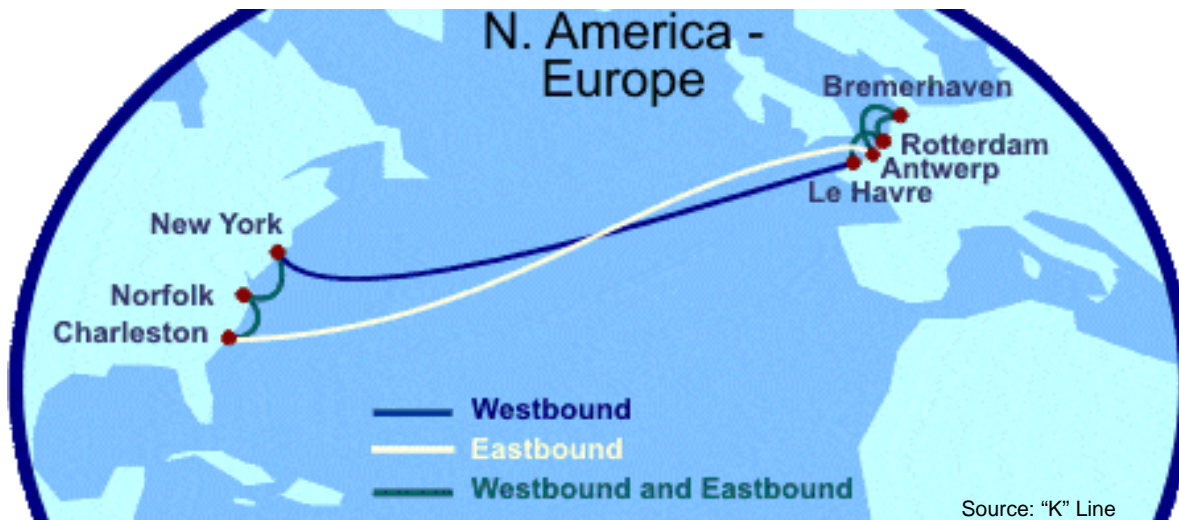 N. America -
Europe
Bremerhaven
Rotterdam
Antwerp
Le Havre
New York
Norfolk
Charleston
Westbound
Eastbound
Westbound and Eastbound
Source: “K” Line